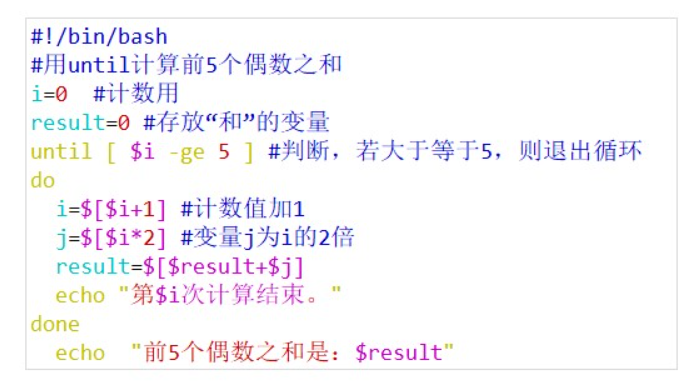 #!/bin/bash
#用until计算前5个偶数之和
i=0  #计数用
result=0 #存放“和”的变量
until [ $i -ge 5 ] #判断，若大于等于5，则退出循环
do
  i=$[$i+1] #计数值加1
  j=$[$i*2] #变量j为i的2倍
  result=$[$result+$j]
  echo "第$i次计算结束。"
done
  echo  "前5个偶数之和是：$result"